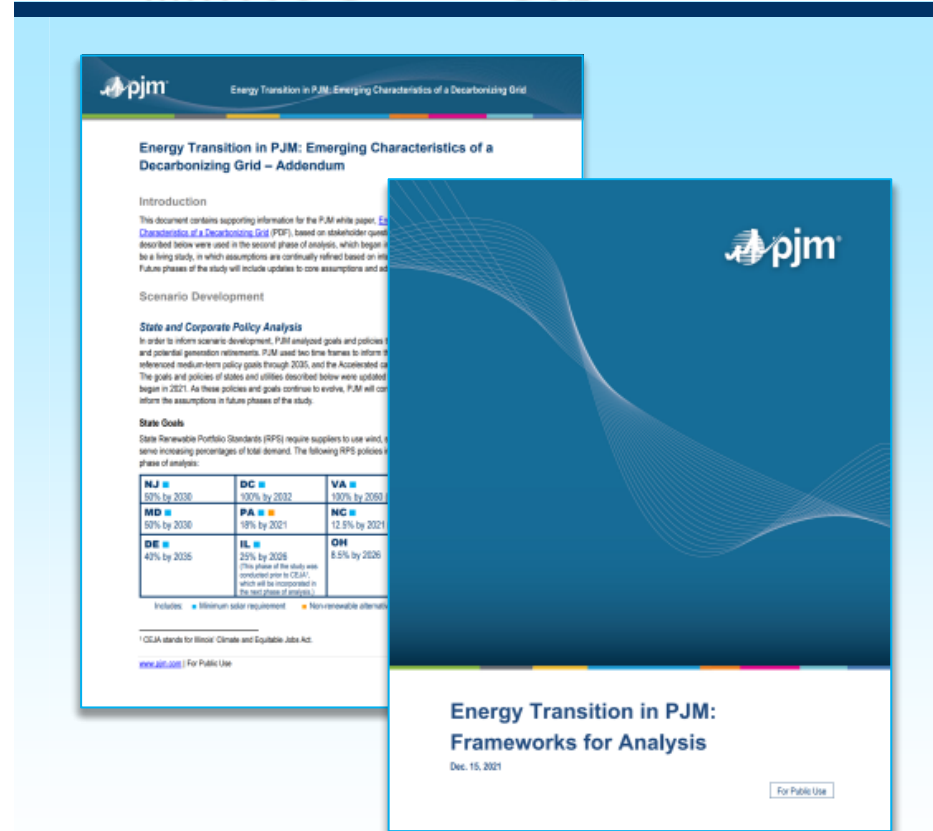 pjm
Energy Transition in PJM: Emerging Characteristics of a Decarbonizing Grid
Energy Transition in PJM: Emerging Characteristics of a
Decarbonizing Grid – Addendum
Introduction
This document contains supporting information for the PJM white paper,
Characteristics of a Decarbonizing Grid (PDF), based on stakeholder
described below were used in the second phase of analysis, which began
be a living study, in which assumptions are continually refined based on
Future phases of the study will include updates to core assumptions and
Scenario Development
State and Corporate Policy Analysis
In order to inform scenario development, PJM analyzed goals and policies
and potential generation retirements. PJM used two time frames to inform
referenced medium-term policy goals through 2035, and the Accelerated
The goals and policies of states and utilities described below were updated
began in 2021. As these policies and goals continue to evolve, PJM will
inform the assumptions in future phases of the study.
State Goals
State Renewable Portfolio Standards (RPS) require suppliers to use wind,
serve increasing percentages of total demand. The following RPS policies
phase of analysis:
NJ
50% by 2030
DC
100% by 2032
VA
100% by 2050
MD
50% by 2030
PA
18% by 2021
NC
12.5% by 2021
DE
40% by 2035
IL
25% by 2026
(This phase of the study was
conducted prior to CEJA¹,
which will be incorporated in
the next phase of analysis.)
OH
8.5% by 2026
Includes: Minimum solar requirement Non-renewable
¹ CEJA stands for Illinois' Climate and Equitable Jobs Act.
www.pjm.com | For Public Use
pjm
Energy Transition in PJM:
Frameworks for Analysis
Dec. 15, 2021
For Public Use